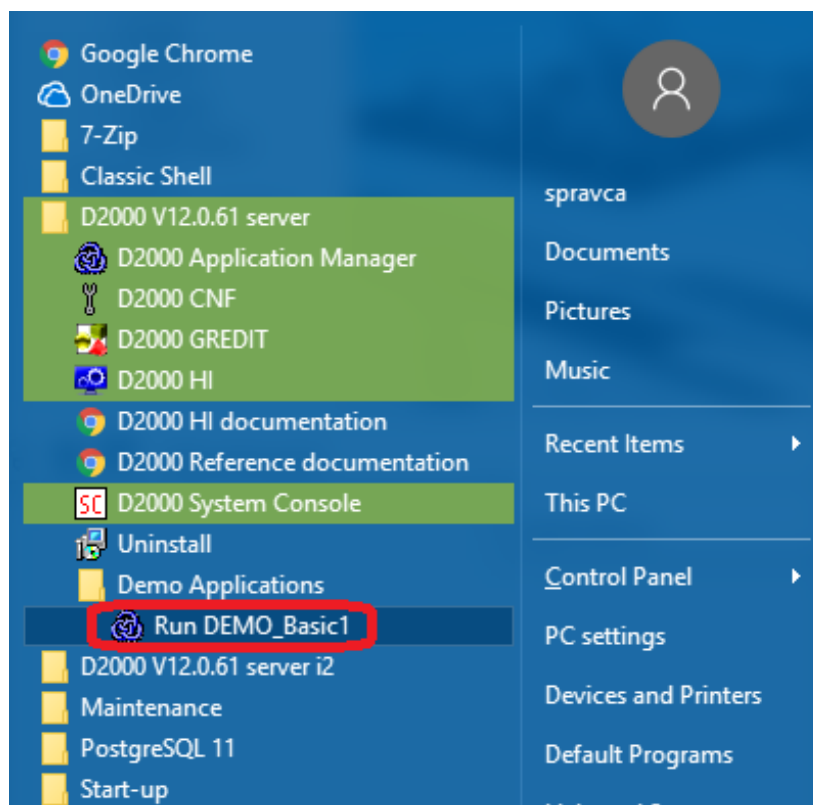 Google Chrome
OneDrive
7-Zip
Classic Shell
D2000 V12.0.61 server
D2000 Application Manager
D2000 CNF
D2000 GREDIT
D2000 HI
D2000 HI documentation
D2000 Reference documentation
SC D2000 System Console
Uninstall
Demo Applications
Run DEMO_Basic1
D2000 V12.0.61 server i2
Maintenance
PostgreSQL 11
Start-up
spravca
Documents
Pictures
Music
Recent Items
This PC
Control Panel
PC settings
Devices and Printers
Default Programs